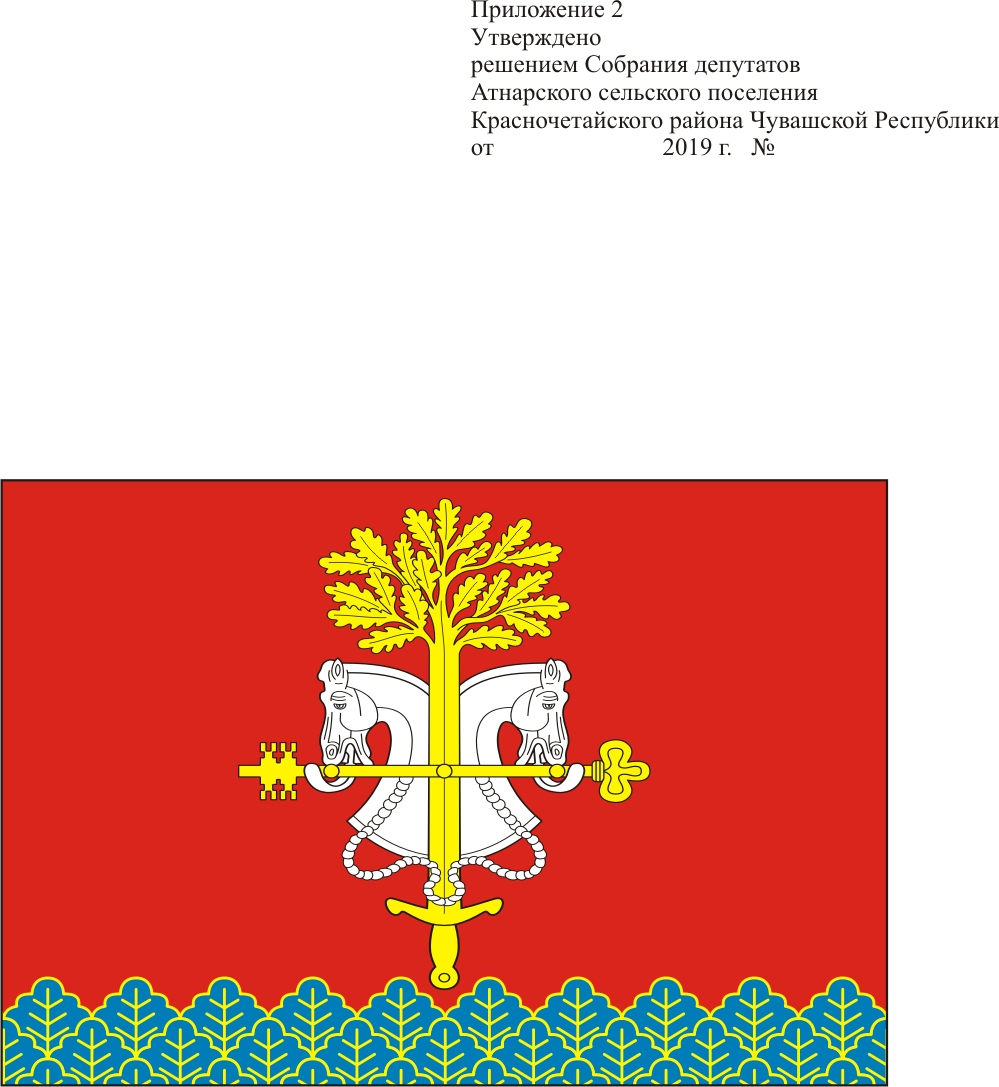 Приложение 2
Утверждено
решением Собрания депутатов
Атнарского сельского поселения
Красночетайского района Чувашской Республики
от 2019 г. №